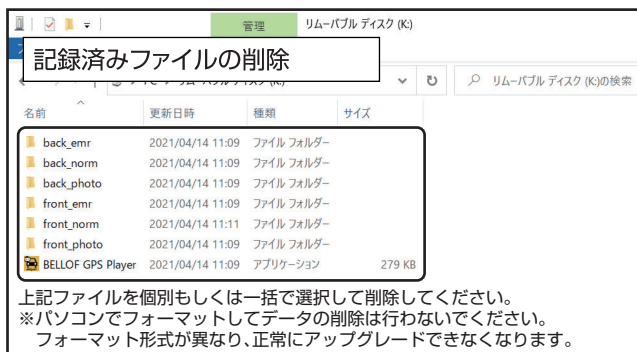 管理 リムーバブル ディスク (K:)
記録済みファイルの削除
リムーバブル ディスク (K:)の検索
名前 更新日時 種類 サイズ
back_emr 2021/04/14 11:09 ファイル フォルダー
back_norm 2021/04/14 11:09 ファイル フォルダー
back_photo 2021/04/14 11:09 ファイル フォルダー
front_emr 2021/04/14 11:09 ファイル フォルダー
front_norm 2021/04/14 11:11 ファイル フォルダー
front_photo 2021/04/14 11:09 ファイル フォルダー
BELLOF GPS Player 2021/04/14 11:09 アプリケーション 279 KB
上記ファイルを個別もしくは一括で選択して削除してください。
※パソコンでフォーマットしてデータの削除は行わないでください。
フォーマット形式が異なり、正常にアップグレードできなくなります。